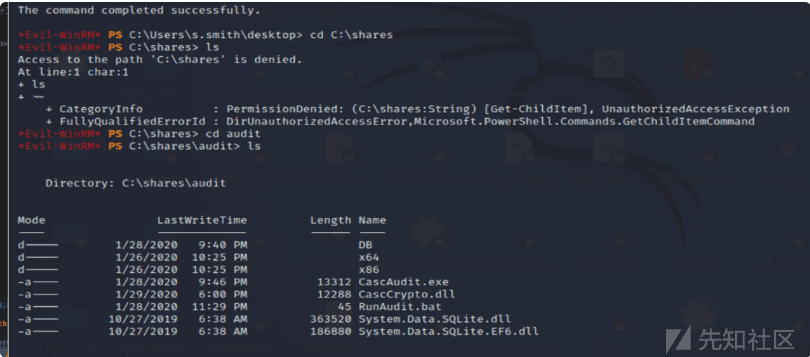 The command completed successfully.
*Evil-WinRM* PS C:\Users\s.smith\desktop> cd C:\shares
*Evil-WinRM* PS C:\shares> ls
Access to the path 'C:\shares' is denied.
At line:1 char:1
+ ls
+ ~~
+ CategoryInfo : PermissionDenied: (C:\shares:String) [Get-ChildItem], UnauthorizedAccessException
+ FullyQualifiedErrorId : DirUnauthorizedAccessError,Microsoft.PowerShell.Commands.GetChildItemCommand
*Evil-WinRM* PS C:\shares> cd audit
*Evil-WinRM* PS C:\shares\audit> ls
Directory: C:\shares\audit
Mode LastWriteTime Length Name
d----- 1/28/2020 9:40 PM DB
d----- 1/26/2020 10:25 PM x64
d----- 1/26/2020 10:25 PM x86
-a---- 1/28/2020 9:46 PM 13312 CascAudit.exe
-a---- 1/29/2020 6:00 PM 12288 CascCrypto.dll
-a---- 1/28/2020 11:29 PM 45 RunAudit.bat
-a---- 10/27/2019 6:38 AM 363520 System.Data.SQLite.dll
-a---- 10/27/2019 6:38 AM 186880 System.Data.SQLite.EF6.dll
先知社区